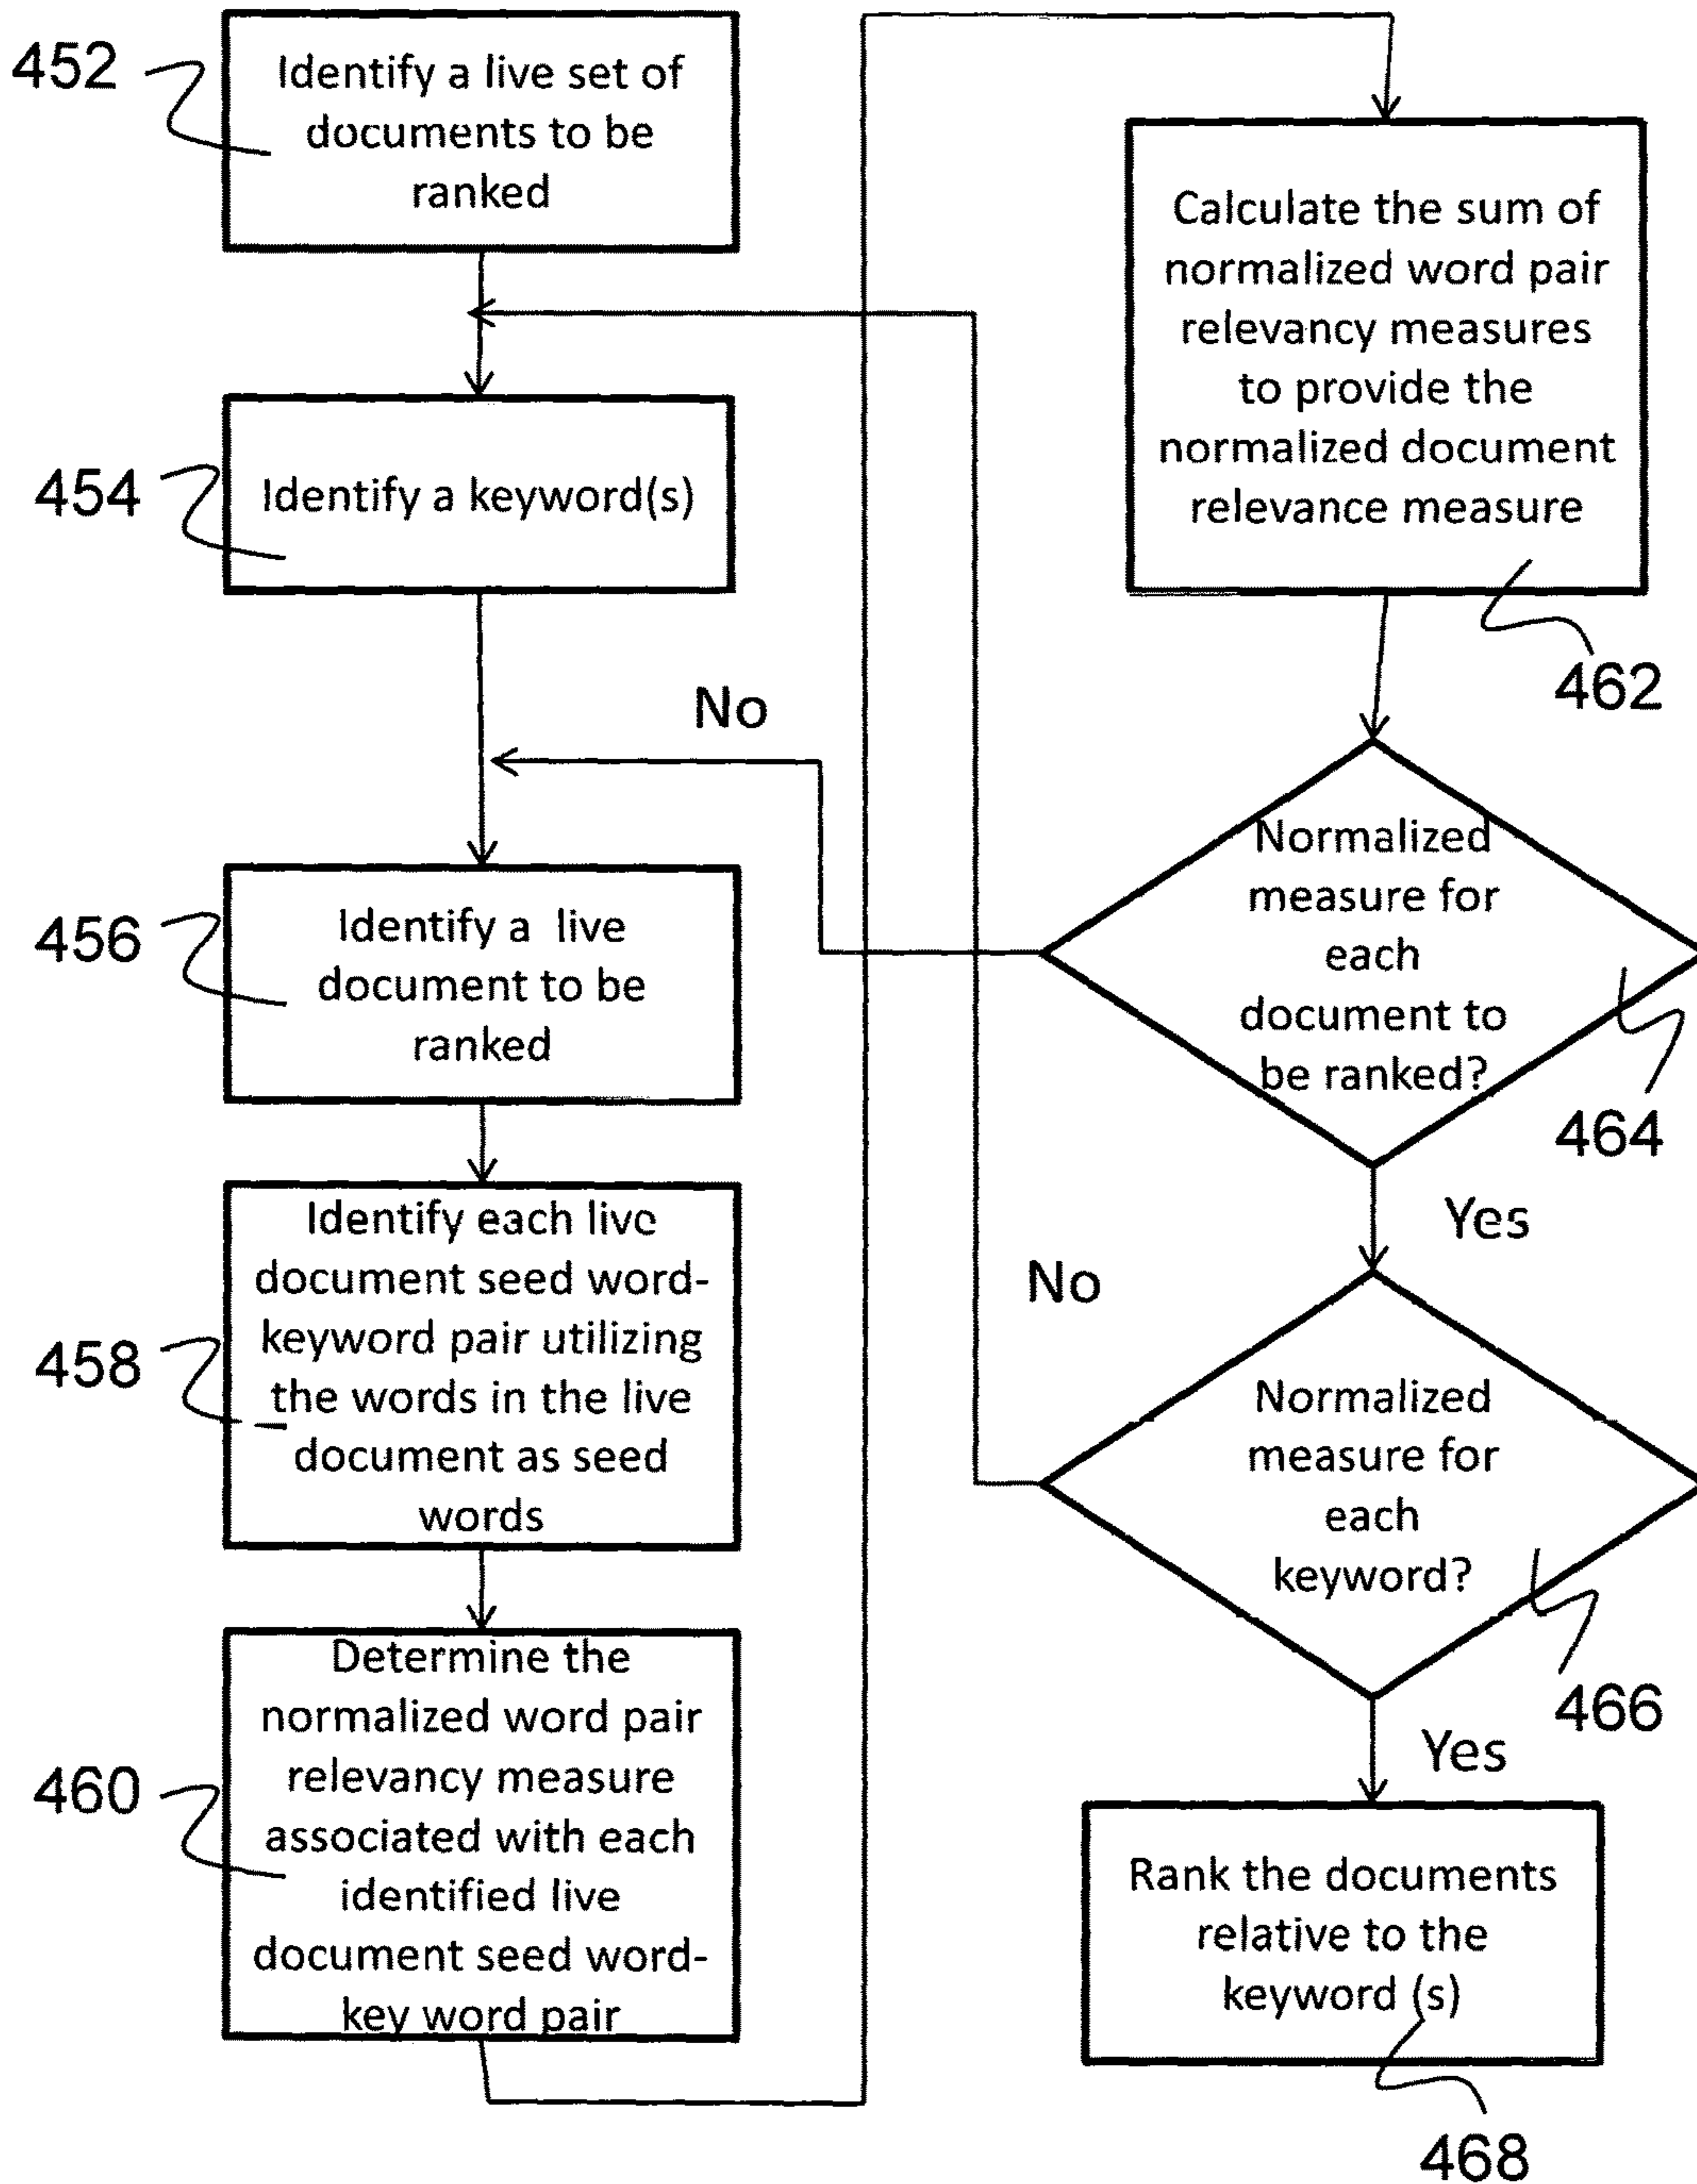 452
Identify a live set of
documents to be
ranked
454
Identify a keyword(s)
No
456
Identify a live
document to be
ranked
458
Identify each live
document seed word-
keyword pair utilizing
the words in the live
document as seed
words
460
Determine the
normalized word pair
relevancy measure
associated with each
identified live
document seed word-
key word pair
Calculate the sum of
normalized word pair
relevancy measures
to provide the
normalized document
relevance measure
462
Normalized
measure for
each
document to
be ranked?
464
Yes
No
Normalized
measure for
each
keyword?
466
Yes
Rank the documents
relative to the
keyword (s)
468